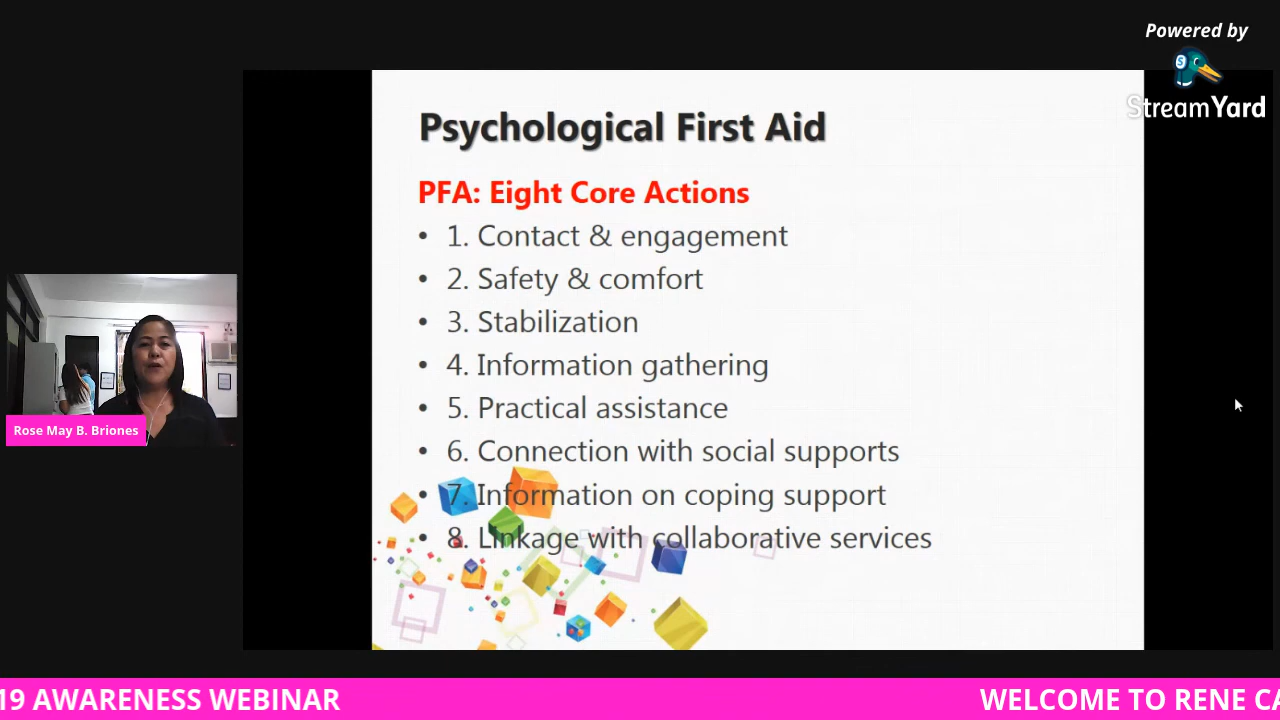 Powered by
StreamYard
Psychological First Aid
PFA: Eight Core Actions
• 1. Contact & engagement
• 2. Safety & comfort
• 3. Stabilization
• 4. Information gathering
• 5. Practical assistance
• 6. Connection with social supports
• 7. Information on coping support
• 8. Linkage with collaborative services
Rose May B. Briones
19 AWARENESS WEBINAR
WELCOME TO RENE CA